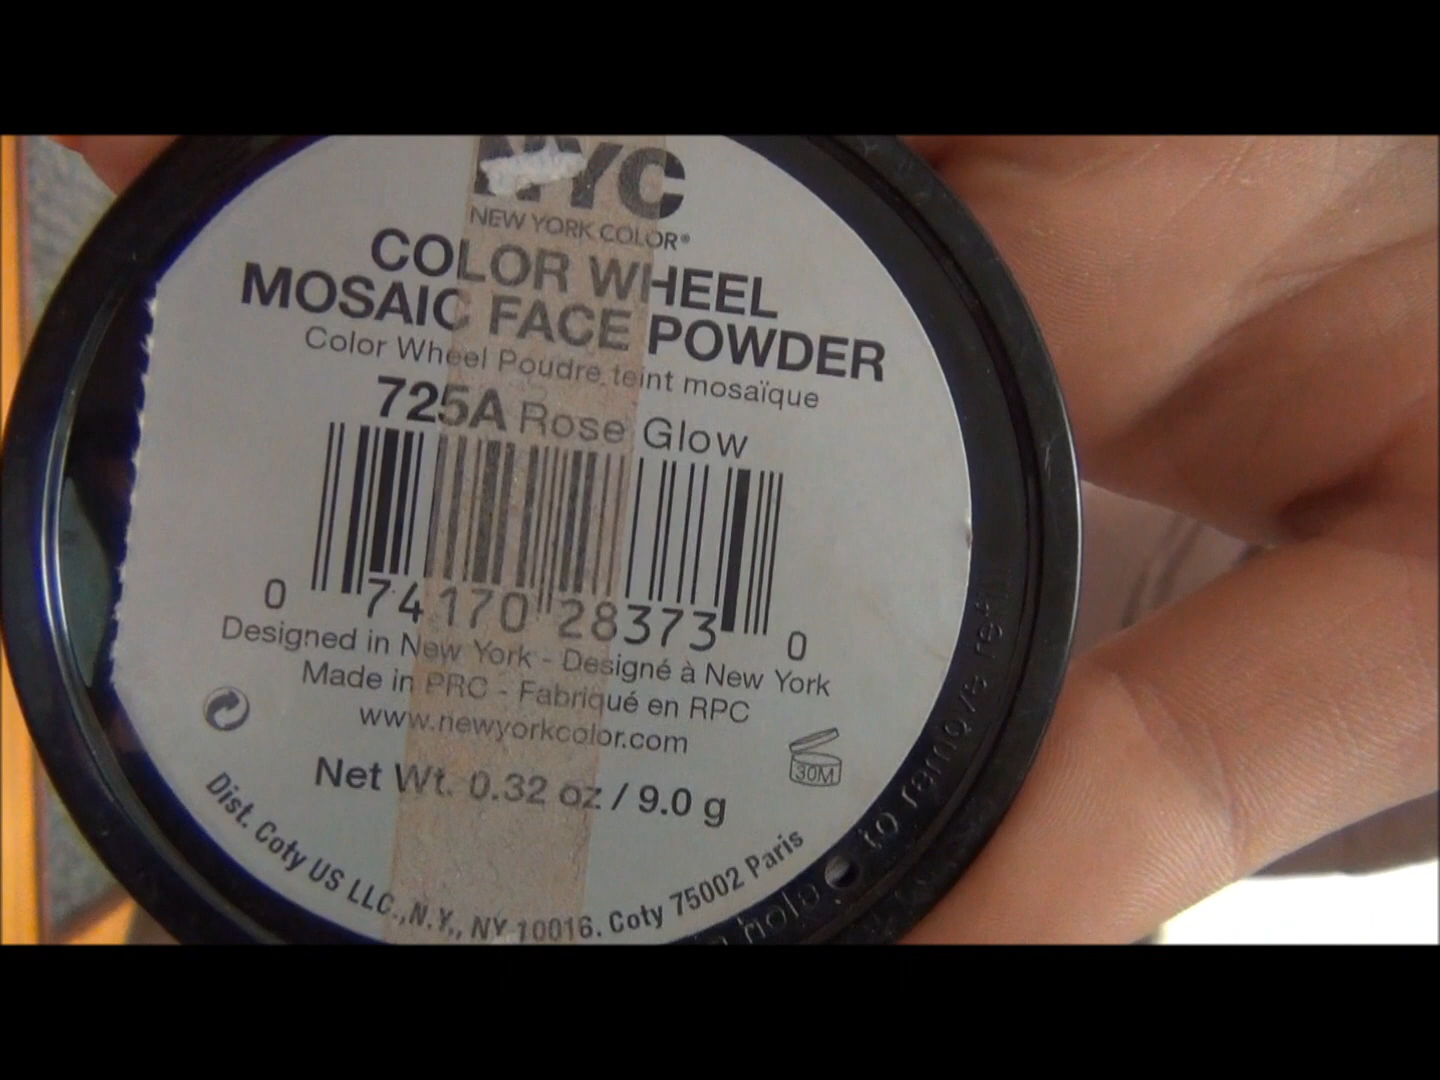 NYC
NEW YORK COLOR®
COLOR WHEEL
MOSAIC FACE POWDER
Color Wheel Poudre teint mosaïque
725A Rose Glow
0 74170 28373 0
Designed in New York - Designé à New York
Made in PRC - Fabriqué en RPC
www.newyorkcolor.com
30M
Net Wt. 0.32 oz / 9.0 g
Dist. Coty US LLC.,N.Y., NY 10016. Coty 75002 Paris
hole to remove refill